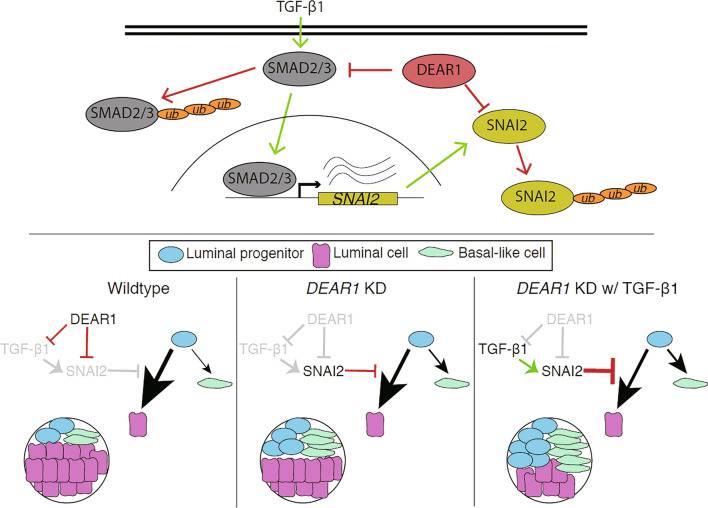 TGF-β1
SMAD2/3
DEAR1
SMAD2/3
ub
ub
ub
SNAI2
SMAD2/3
SNAI2
SNAI2
ub
ub
ub
Luminal progenitor
Luminal cell
Basal-like cell
Wildtype
DEAR1
TGF-β1
SNAI2
DEAR1 KD
DEAR1
TGF-β1
SNAI2
DEAR1 KD w/ TGF-β1
DEAR1
TGF-β1
SNAI2